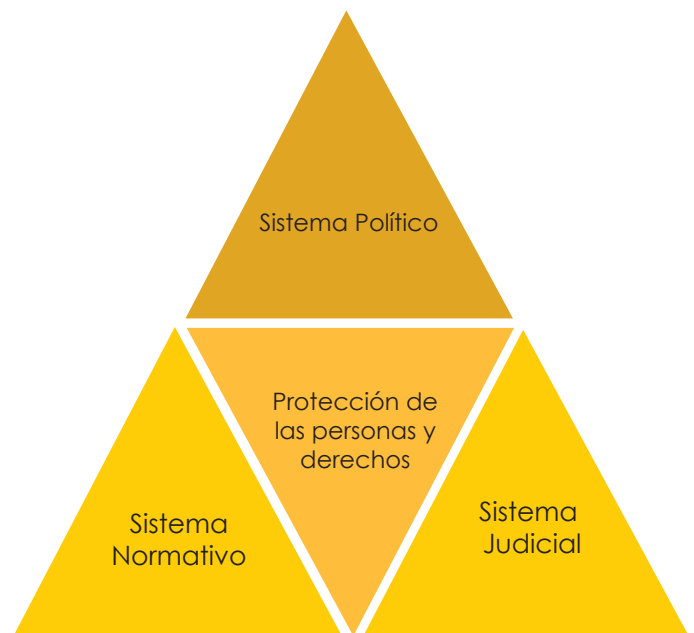 Sistema Político
Protección de
las personas y
derechos
Sistema
Normativo
Sistema
Judicial